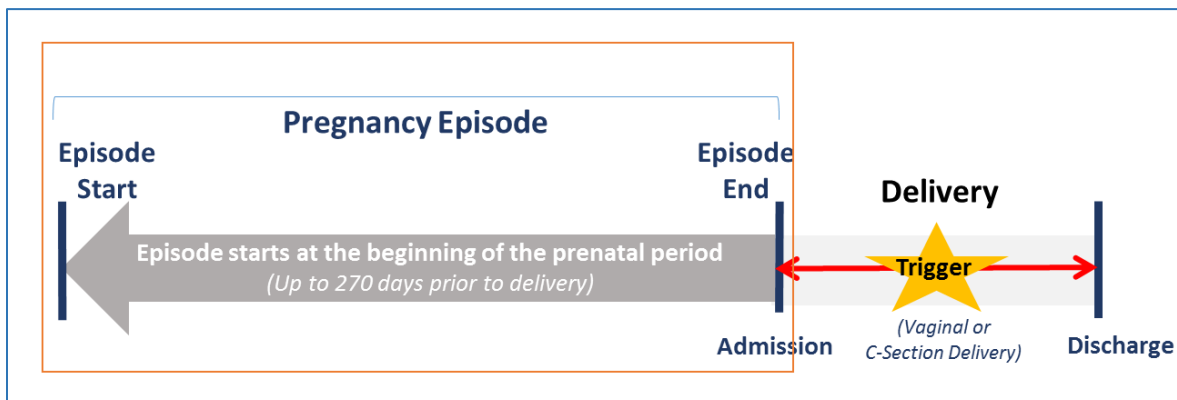 Pregnancy Episode
Episode
Start
Episode
End
Delivery
Episode starts at the beginning of the prenatal period
(Up to 270 days prior to delivery)
Trigger
Admission
(Vaginal or
C-Section Delivery)
Discharge